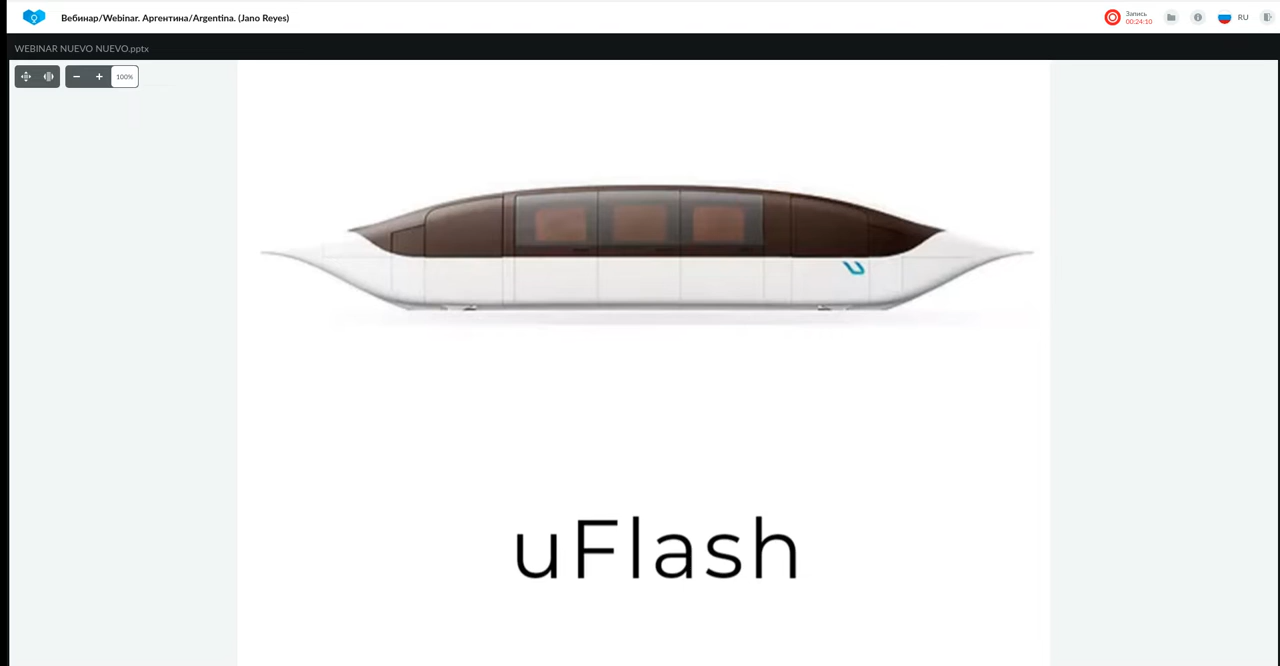 Вебинар/Webinar. Аргентина/Argentina. (Jano Reyes)
Запись
00:24:10
RU
WEBINAR NUEVO NUEVO.pptx
100%
uFlash